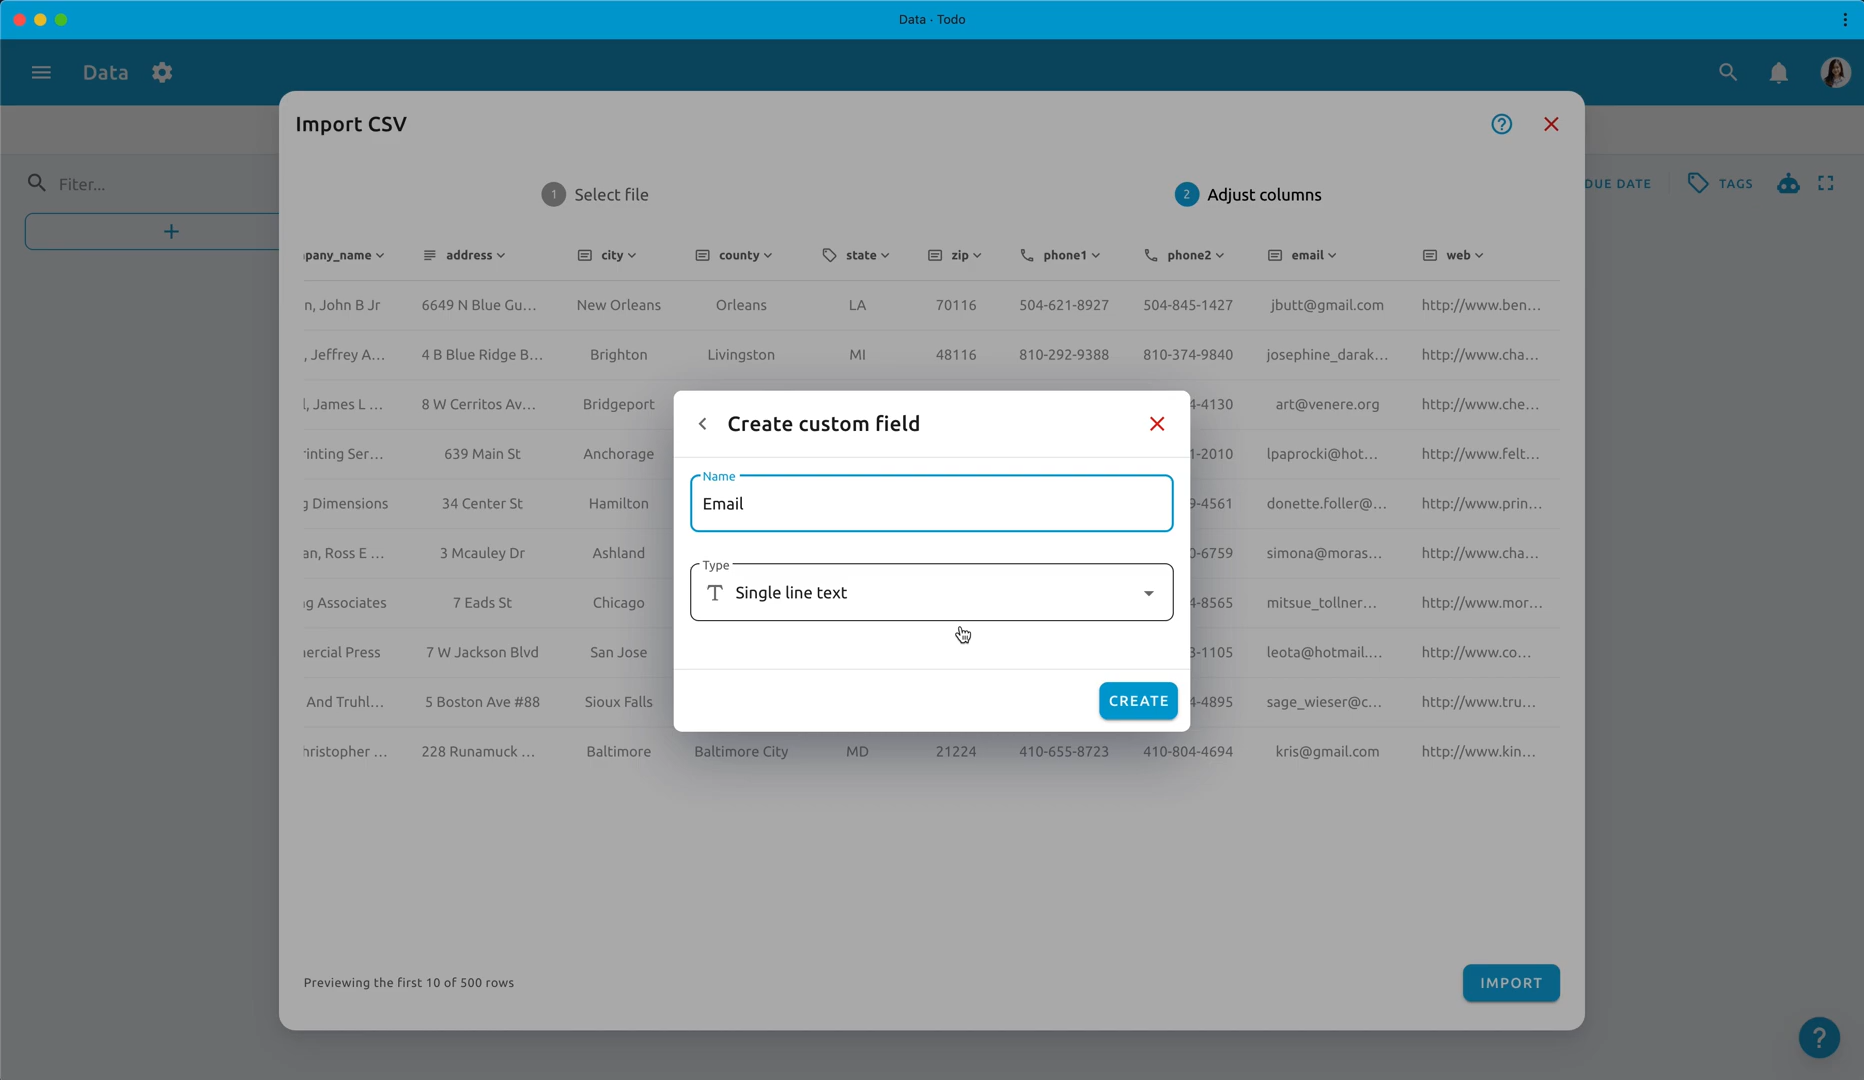 Data · Todo
Data
Import CSV
Fiter...
+
DUE DATE
TAGS
1 Select file
2 Adjust columns
pany_name address city county state zip phone1 phone2 email web
n, John B Jr 6649 N Blue Gu... New Orleans Orleans LA 70116 504-621-8927 504-845-1427 jbutt@gmail.com http://www.ben...
, Jeffrey A... 4 B Blue Ridge B... Brighton Livingston MI 48116 810-292-9388 810-374-9840 josephine_darak... http://www.cha...
l, James L ... 8 W Cerritos Av... Bridgeport 4-4130 art@venere.org http://www.che...
rinting Ser... 639 Main St Anchorage 1-2010 lpaprocki@hot... http://www.felt...
g Dimensions 34 Center St Hamilton 9-4561 donette.foller@... http://www.prin...
an, Ross E ... 3 Mcauley Dr Ashland 0-6759 simona@moras... http://www.cha...
g Associates 7 Eads St Chicago 4-8565 mitsue_tollner... http://www.mor...
ercial Press 7 W Jackson Blvd San Jose 3-1105 leota@hotmail.... http://www.co...
And Truhl... 5 Boston Ave #88 Sioux Falls 4-4895 sage_wieser@c... http://www.tru...
hristopher ... 228 Runamuck ... Baltimore Baltimore City MD 21224 410-655-8723 410-804-4694 kris@gmail.com http://www.kin...
Create custom field
Name
Email
Type
Single line text
CREATE
Previewing the first 10 of 500 rows
IMPORT
?